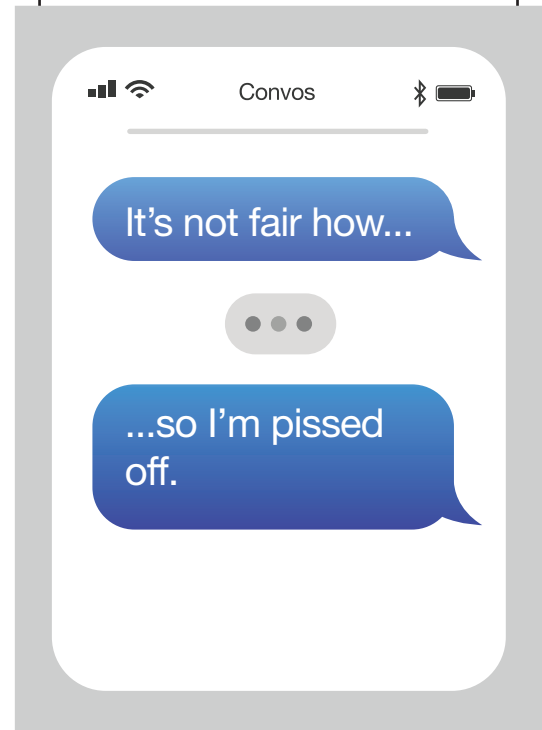 Convos
It’s not fair how...
...so I’m pissed
off.